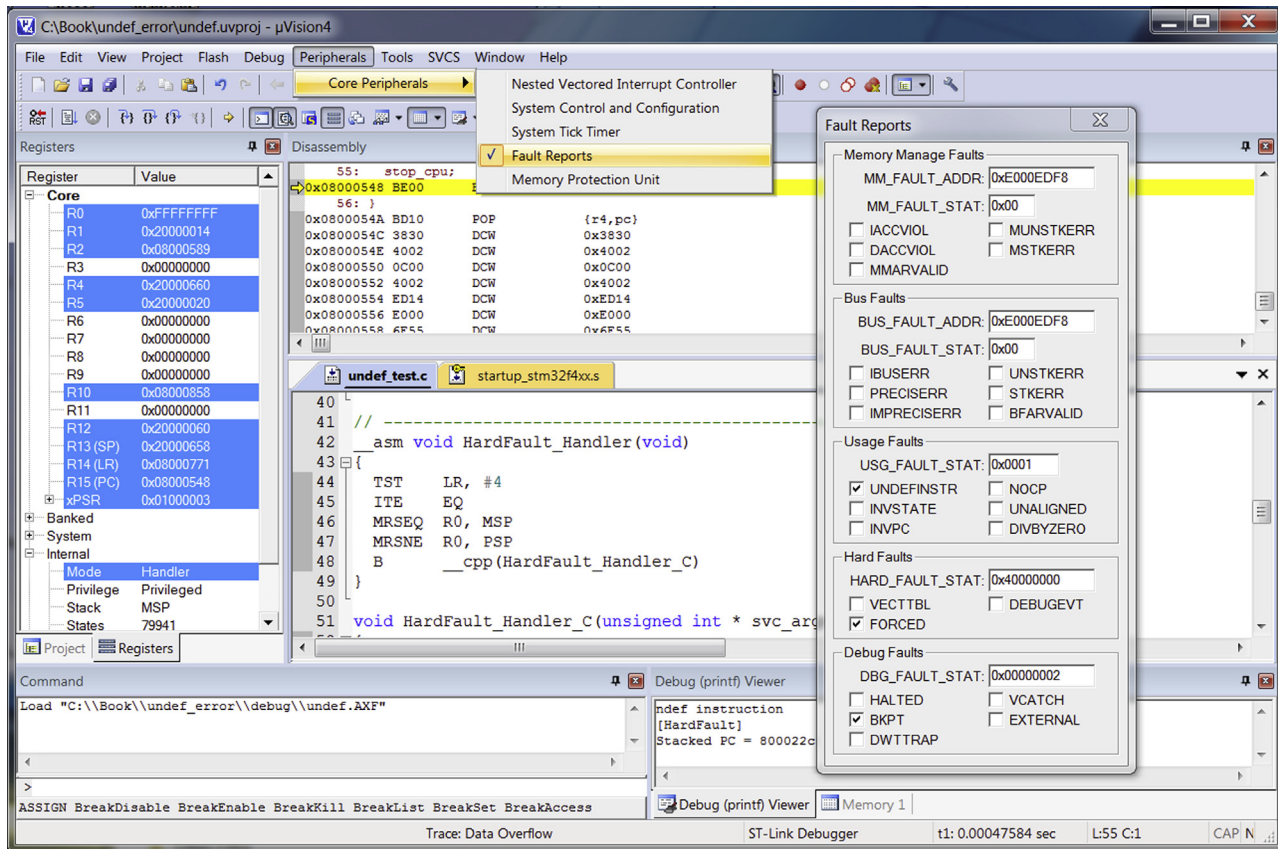 C:\Book\undef_error\undef.uvproj - µVision4
File Edit View Project Flash Debug Peripherals Tools SVCS Window Help
Core Peripherals
Nested Vectored Interrupt Controller
System Control and Configuration
System Tick Timer
Fault Reports
Memory Protection Unit
RST
Registers
Register Value
Core
R0 0xFFFFFFFF
R1 0x20000014
R2 0x08000589
R3 0x00000000
R4 0x20000660
R5 0x20000020
R6 0x00000000
R7 0x00000000
R8 0x00000000
R9 0x00000000
R10 0x08000858
R11 0x00000000
R12 0x20000060
R13 (SP) 0x20000658
R14 (LR) 0x08000771
R15 (PC) 0x08000548
xPSR 0x01000003
Banked
System
Internal
Mode Handler
Privilege Privileged
Stack MSP
States 79941
Project Registers
Disassembly
55: stop_cpu;
0x08000548 BE00
56: }
0x0800054A BD10 POP {r4,pc}
0x0800054C 3830 DCW 0x3830
0x0800054E 4002 DCW 0x4002
0x08000550 0C00 DCW 0x0C00
0x08000552 4002 DCW 0x4002
0x08000554 ED14 DCW 0xED14
0x08000556 E000 DCW 0xE000
0x08000558 6F55 DCW 0x6F55
undef_test.c startup_stm32f4xx.s
40
41 // ----------------------------------------
42 __asm void HardFault_Handler(void)
43 {
44 TST LR, #4
45 ITE EQ
46 MRSEQ R0, MSP
47 MRSNE R0, PSP
48 B __cpp(HardFault_Handler_C)
49 }
50
51 void HardFault_Handler_C(unsigned int * svc_arg
Fault Reports
Memory Manage Faults
MM_FAULT_ADDR: 0xE000EDF8
MM_FAULT_STAT: 0x00
IACCVIOL MUNSTKERR
DACCVIOL MSTKERR
MMARVALID
Bus Faults
BUS_FAULT_ADDR: 0xE000EDF8
BUS_FAULT_STAT: 0x00
IBUSERR UNSTKERR
PRECISERR STKERR
IMPRECISERR BFARVALID
Usage Faults
USG_FAULT_STAT: 0x0001
UNDEFINSTR NOCP
INVSTATE UNALIGNED
INVPC DIVBYZERO
Hard Faults
HARD_FAULT_STAT: 0x40000000
VECTTBL DEBUGEVT
FORCED
Debug Faults
DBG_FAULT_STAT: 0x00000002
HALTED VCATCH
BKPT EXTERNAL
DWTTRAP
Command
Load "C:\\Book\\undef_error\\debug\\undef.AXF"
>
ASSIGN BreakDisable BreakEnable BreakKill BreakList BreakSet BreakAccess
Debug (printf) Viewer
ndef instruction
[HardFault]
Stacked PC = 800022c
Debug (printf) Viewer Memory 1
Trace: Data Overflow ST-Link Debugger t1: 0.00047584 sec L:55 C:1 CAP N